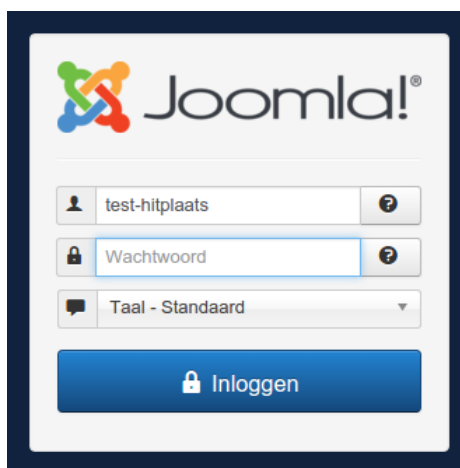 Joomla!®
test-hitplaats
Wachtwoord
Taal - Standaard
Inloggen